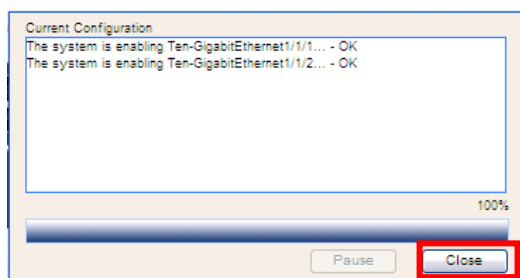 Current Configuration
The system is enabling Ten-GigabitEthernet1/1/1... - OK
The system is enabling Ten-GigabitEthernet1/1/2... - OK
100%
Pause
Close